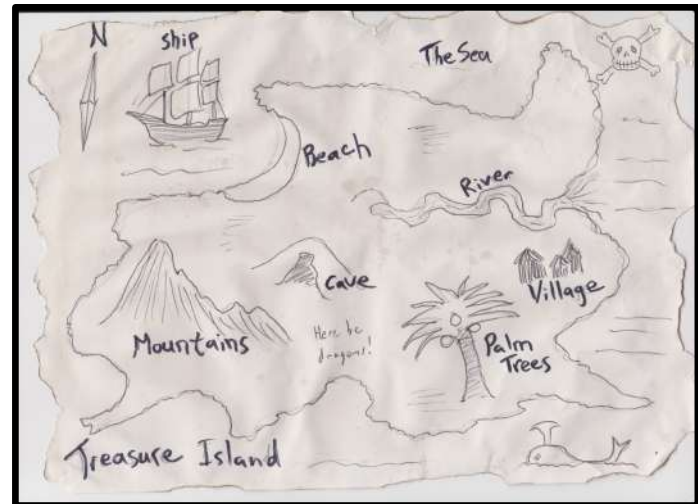 N
ship
The Sea
Beach
River
cave
Village
Mountains
Here be
dragons!
Palm
Trees
Treasure Island